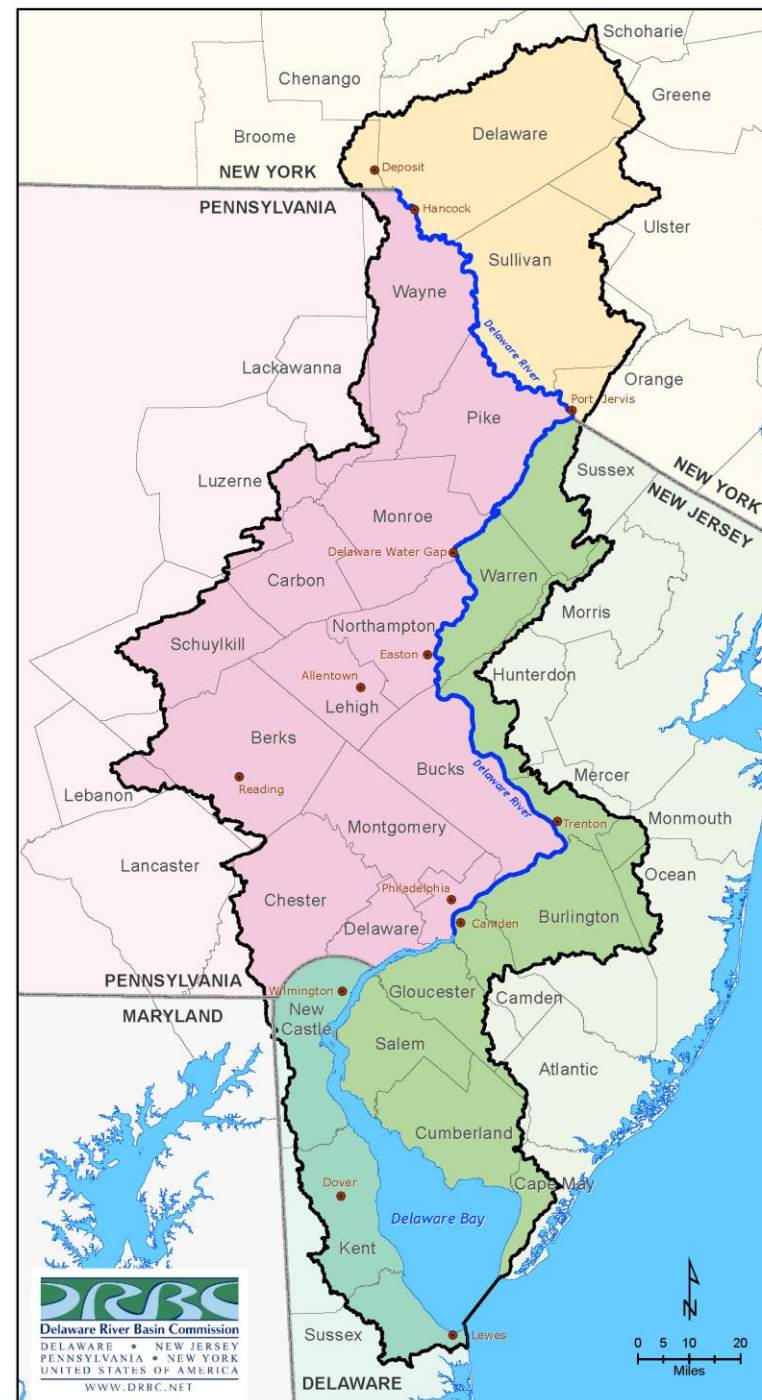 Schoharie
Chenango
Greene
Broome
Delaware
Deposit
NEW YORK
PENNSYLVANIA
Hancock
Ulster
Sullivan
Wayne
Delaware River
Lackawanna
Orange
Port Jervis
Pike
Sussex
NEW YORK
NEW JERSEY
Luzerne
Monroe
Delaware Water Gap
Warren
Carbon
Morris
Northampton
Schuylkill
Easton
Hunterdon
Allentown
Lehigh
Berks
Bucks
Mercer
Reading
Lebanon
Delaware River
Monmouth
Trenton
Montgomery
Lancaster
Ocean
Philadelphia
Chester
Camden
Burlington
Delaware
PENNSYLVANIA
Wilmington
Gloucester
Camden
MARYLAND
New
Castle
Salem
Atlantic
Cumberland
Dover
Cape May
Delaware Bay
Kent
N
DRBC
Delaware River Basin Commission
DELAWARE • NEW JERSEY
PENNSYLVANIA • NEW YORK
UNITED STATES OF AMERICA
WWW.DRBC.NET
Sussex
Lewes
DELAWARE
0 10 20
Miles